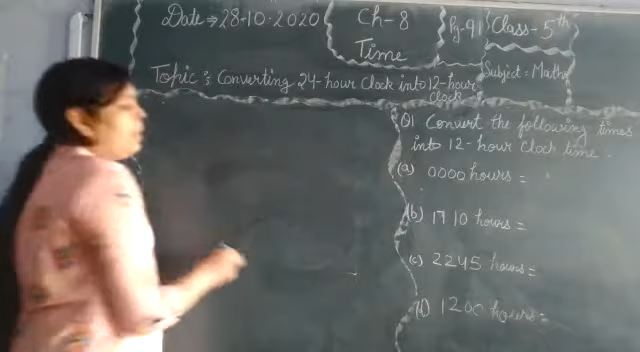 Date → 28-10-2020
Ch-8
Time
Pg-91
Class-5th
Subject = Maths
Topic : Converting 24-hour Clock into 12-hour
Clock
Q1 Convert the following times
into 12-hour Clock time.
(a) 0000 hours =
(b) 1710 hours =
(c) 2245 hours =
(d) 1200 hours =